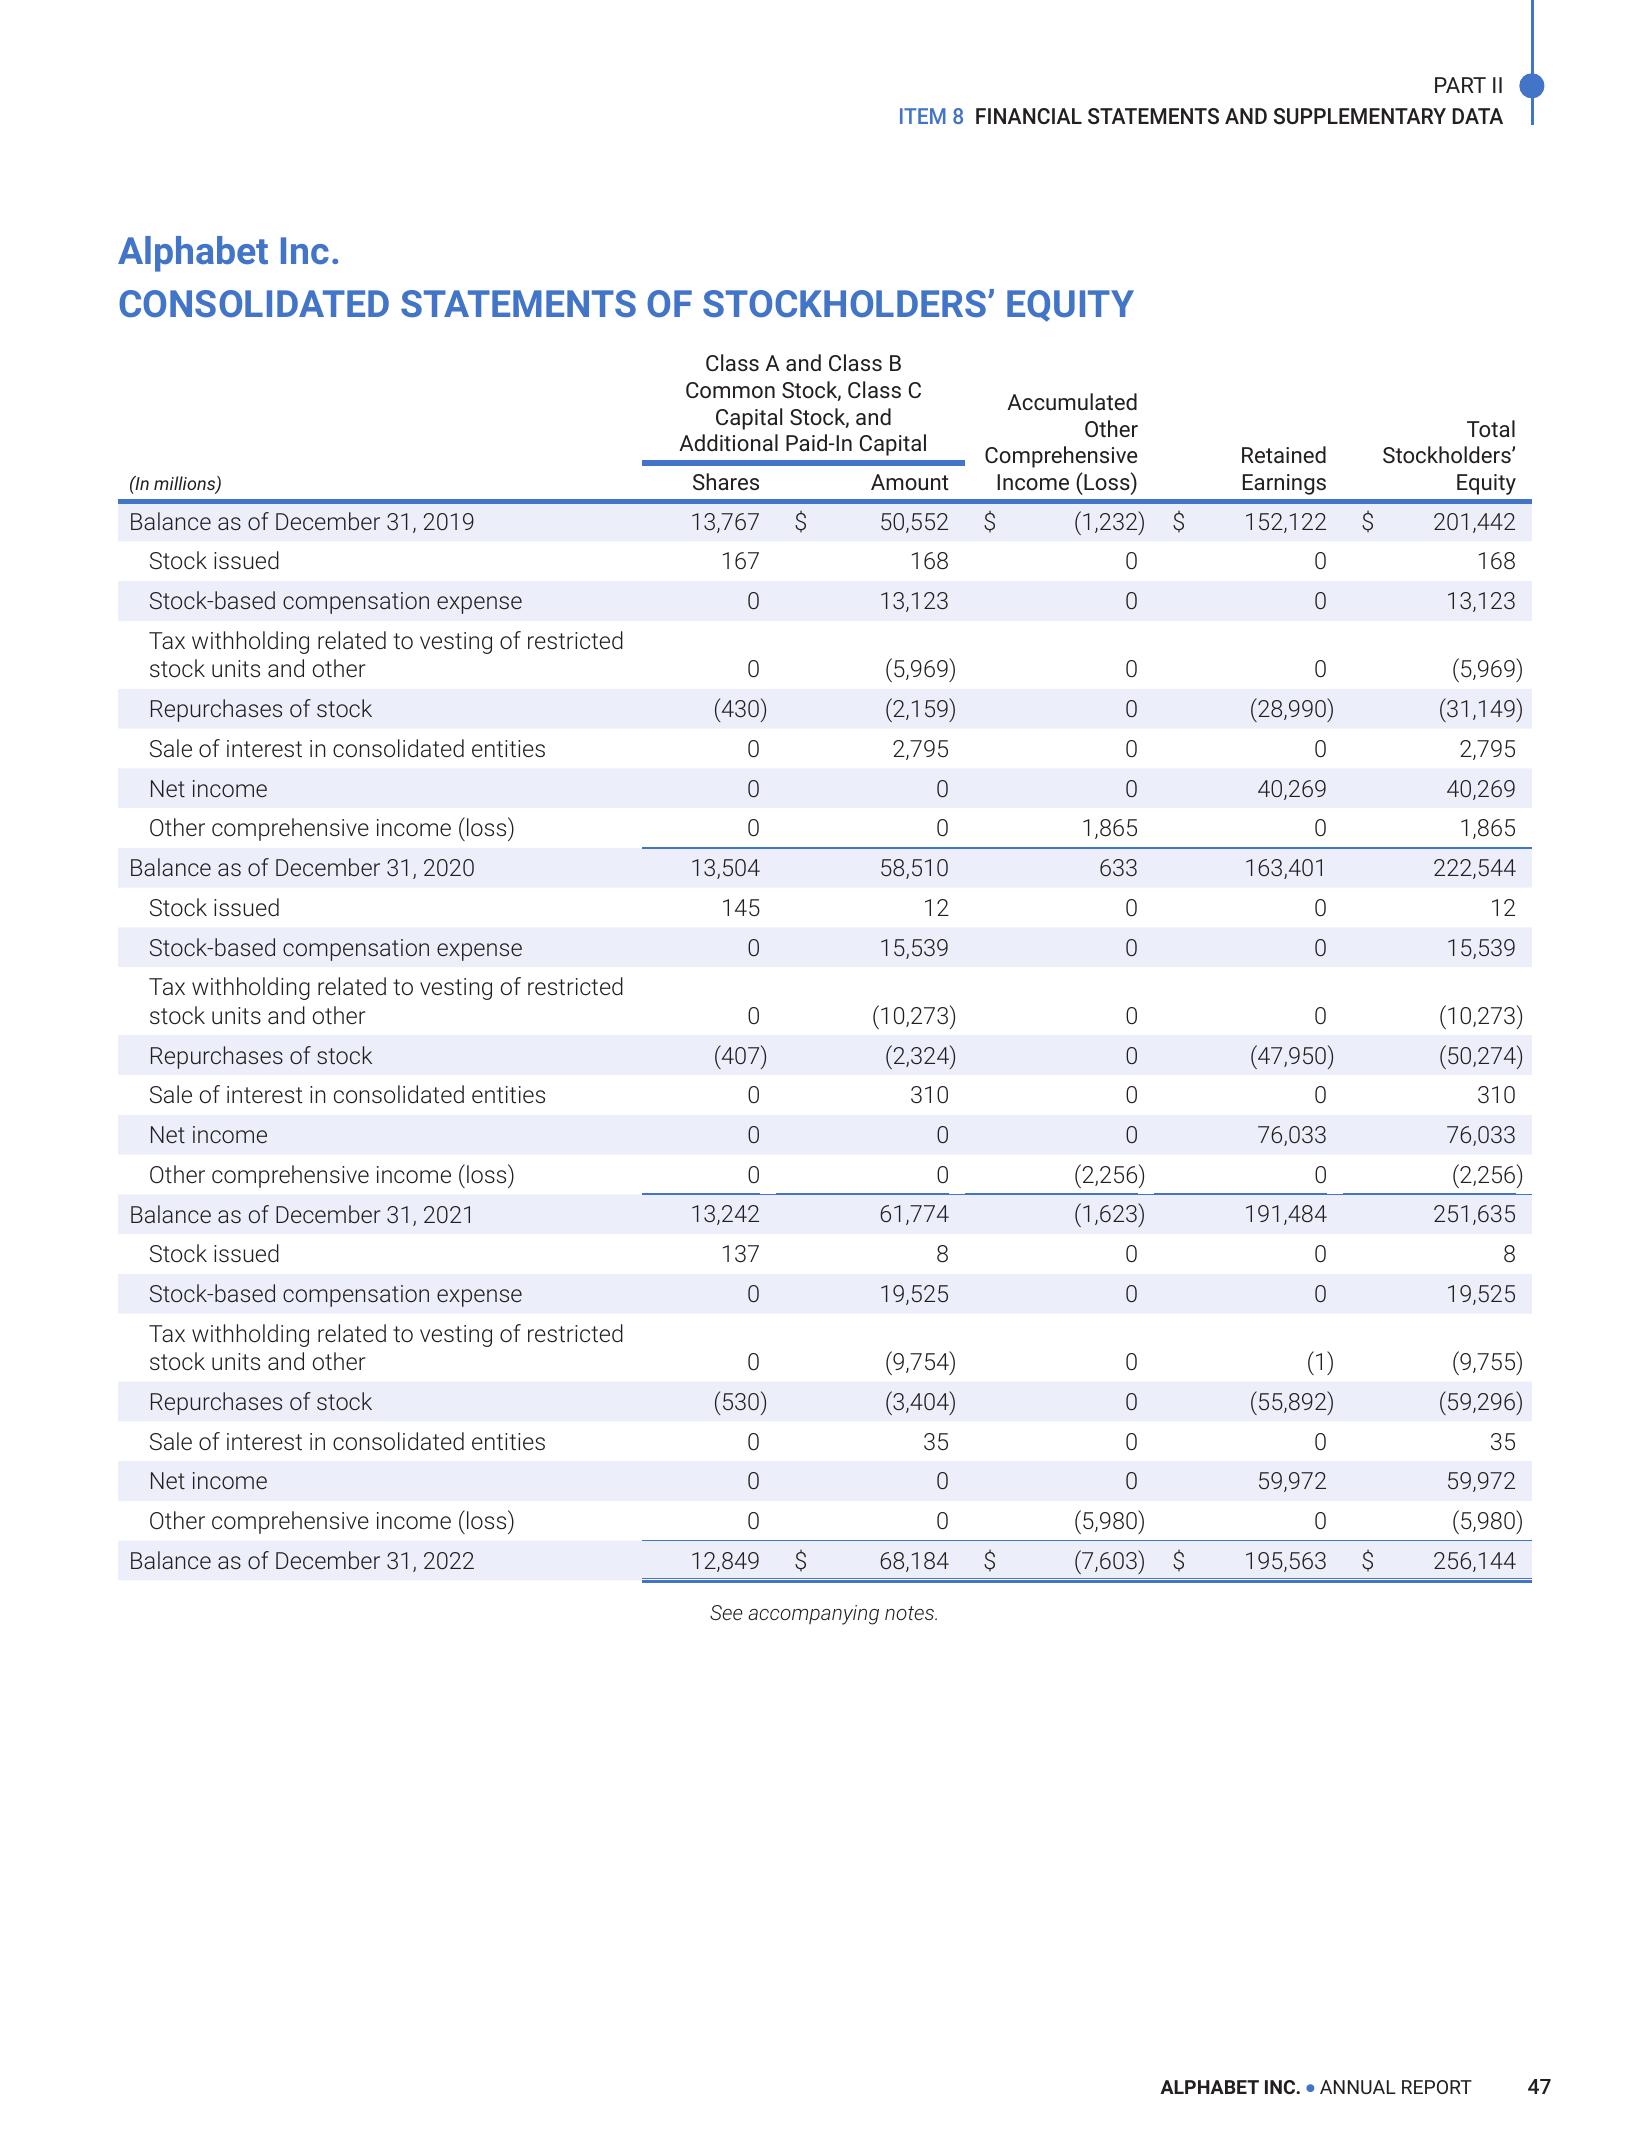 PART II
ITEM 8 FINANCIAL STATEMENTS AND SUPPLEMENTARY DATA
Alphabet Inc.
CONSOLIDATED STATEMENTS OF STOCKHOLDERS’ EQUITY
Class A and Class B
Common Stock, Class C
Capital Stock, and
Additional Paid-In Capital
Accumulated
Other
Comprehensive
Income (Loss)
Retained
Earnings
Total
Stockholders’
Equity
(In millions) Shares Amount
Balance as of December 31, 2019 13,767 $ 50,552 $ (1,232) $ 152,122 $ 201,442
Stock issued 167 168 0 0 168
Stock-based compensation expense 0 13,123 0 0 13,123
Tax withholding related to vesting of restricted
stock units and other 0 (5,969) 0 0 (5,969)
Repurchases of stock (430) (2,159) 0 (28,990) (31,149)
Sale of interest in consolidated entities 0 2,795 0 0 2,795
Net income 0 0 0 40,269 40,269
Other comprehensive income (loss) 0 0 1,865 0 1,865
Balance as of December 31, 2020 13,504 58,510 633 163,401 222,544
Stock issued 145 12 0 0 12
Stock-based compensation expense 0 15,539 0 0 15,539
Tax withholding related to vesting of restricted
stock units and other 0 (10,273) 0 0 (10,273)
Repurchases of stock (407) (2,324) 0 (47,950) (50,274)
Sale of interest in consolidated entities 0 310 0 0 310
Net income 0 0 0 76,033 76,033
Other comprehensive income (loss) 0 0 (2,256) 0 (2,256)
Balance as of December 31, 2021 13,242 61,774 (1,623) 191,484 251,635
Stock issued 137 8 0 0 8
Stock-based compensation expense 0 19,525 0 0 19,525
Tax withholding related to vesting of restricted
stock units and other 0 (9,754) 0 (1) (9,755)
Repurchases of stock (530) (3,404) 0 (55,892) (59,296)
Sale of interest in consolidated entities 0 35 0 0 35
Net income 0 0 0 59,972 59,972
Other comprehensive income (loss) 0 0 (5,980) 0 (5,980)
Balance as of December 31, 2022 12,849 $ 68,184 $ (7,603) $ 195,563 $ 256,144
See accompanying notes.
ALPHABET INC. • ANNUAL REPORT 47